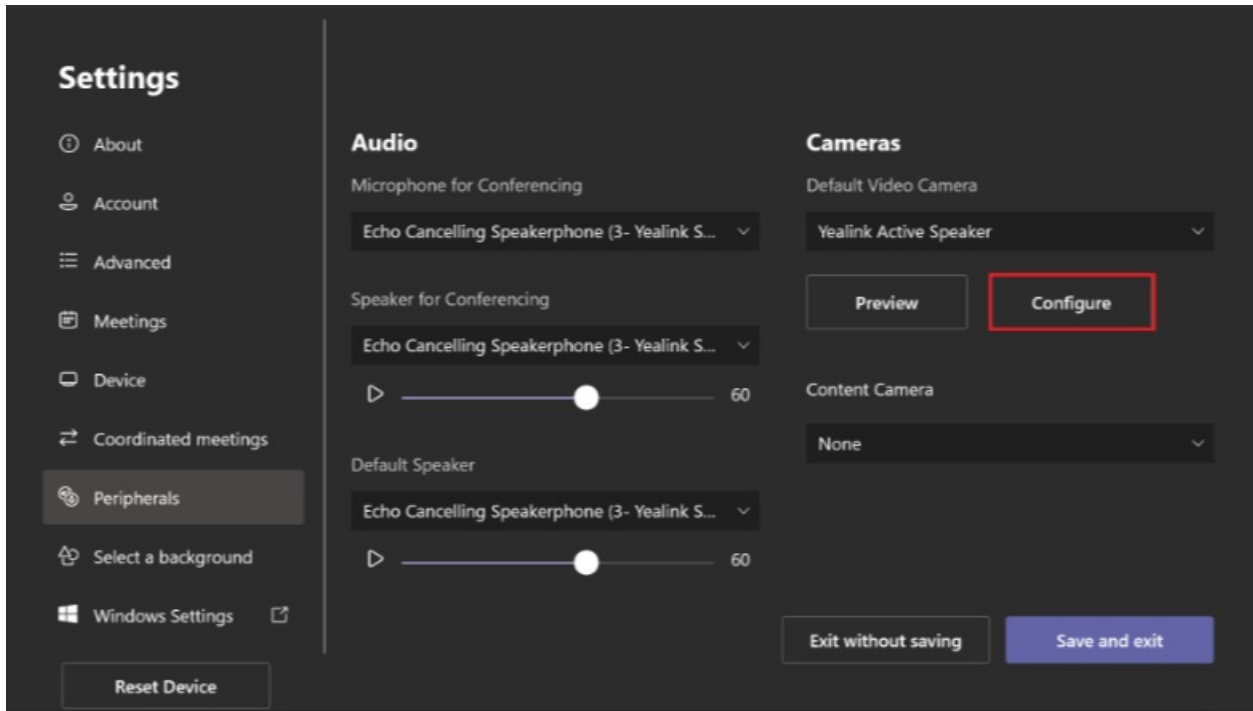 Settings
About
Account
Advanced
Meetings
Device
Coordinated meetings
Peripherals
Select a background
Windows Settings
Reset Device
Audio
Microphone for Conferencing
Echo Cancelling Speakerphone (3- Yealink S...
Speaker for Conferencing
Echo Cancelling Speakerphone (3- Yealink S...
60
Default Speaker
Echo Cancelling Speakerphone (3- Yealink S...
60
Cameras
Default Video Camera
Yealink Active Speaker
Preview Configure
Content Camera
None
Exit without saving Save and exit